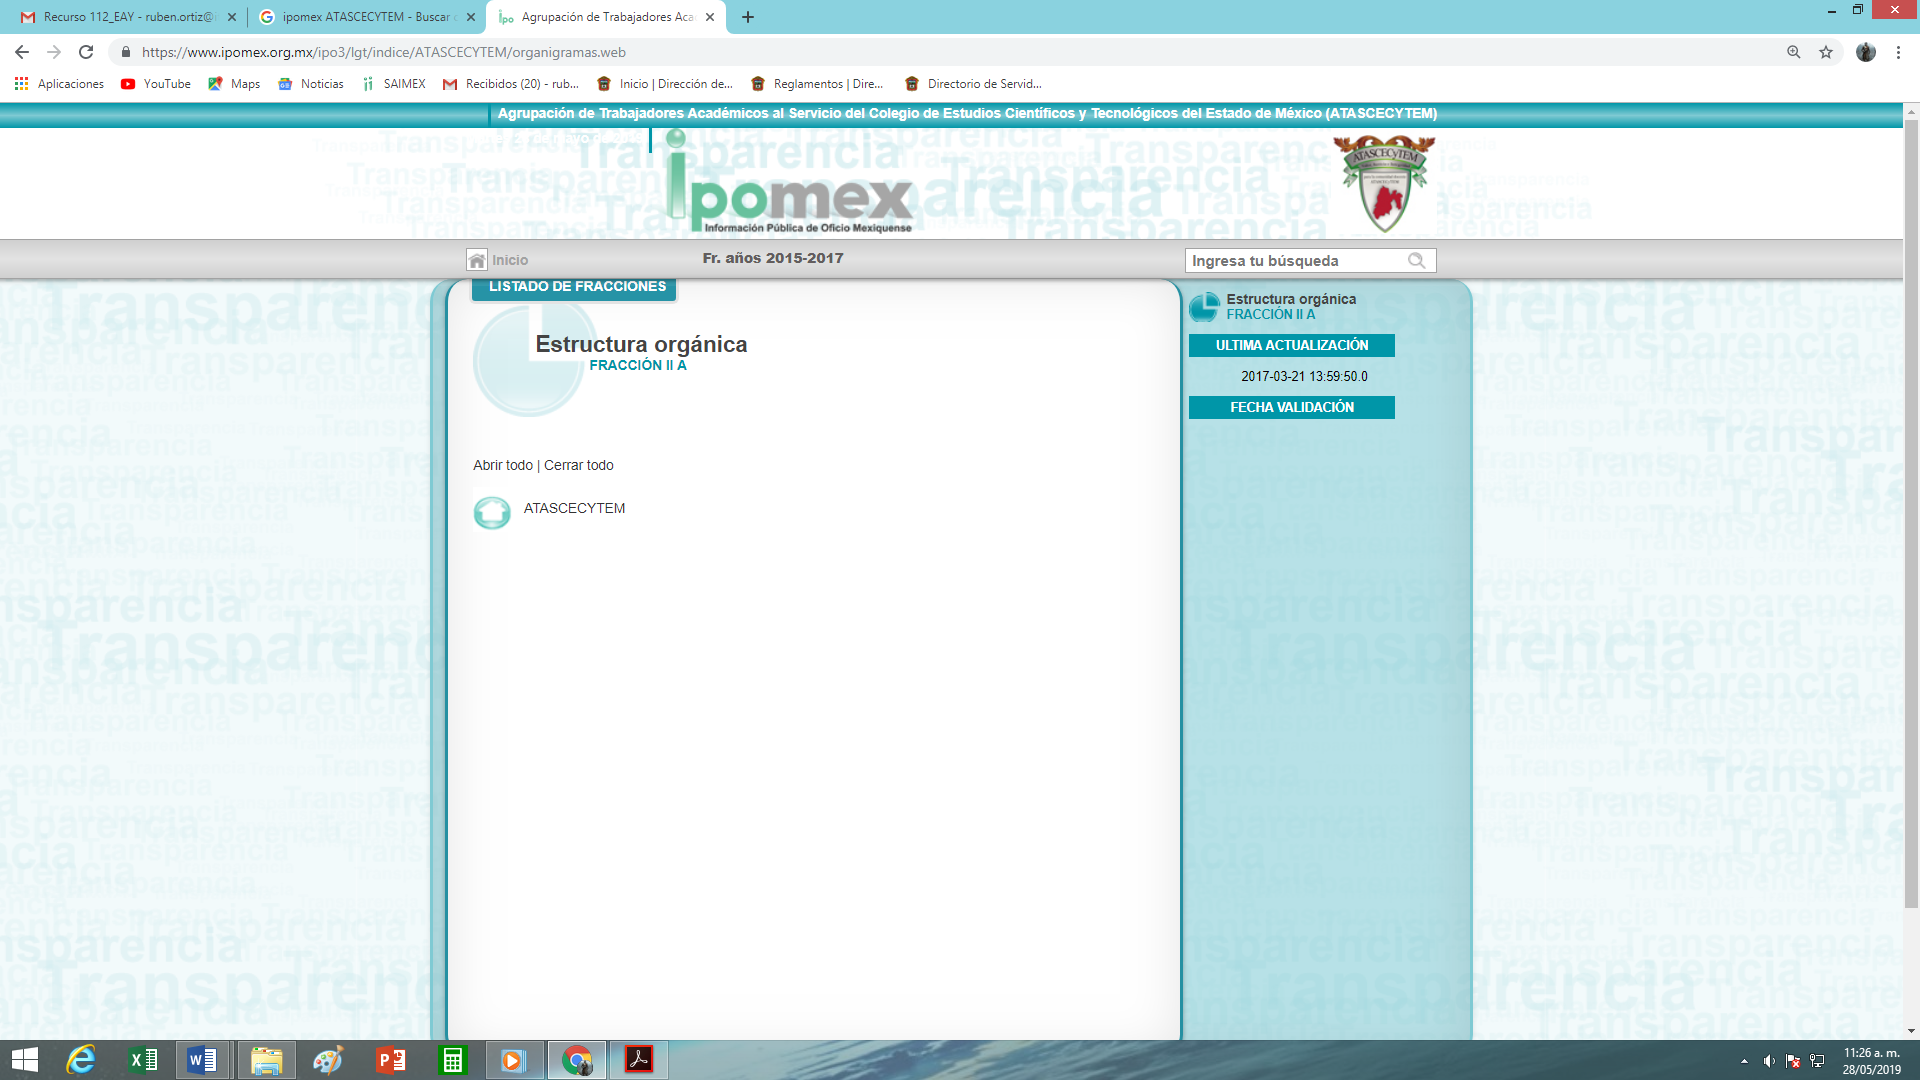 Recurso 112_EAY - ruben.ortiz@i
ipomex ATASCECYTEM - Buscar c
Agrupación de Trabajadores Aca
https://www.ipomex.org.mx/ipo3/lgt/indice/ATASCECYTEM/organigramas.web
Aplicaciones
YouTube
Maps
Noticias
SAIMEX
Recibidos (20) - rub...
Inicio | Dirección de...
Reglamentos | Dire...
Directorio de Servid...
Agrupación de Trabajadores Académicos al Servicio del Colegio de Estudios Científicos y Tecnológicos del Estado de México (ATASCECYTEM)
ipomex
Información Pública de Oficio Mexiquense
ATASCECYTEM
Inicio
Fr. años 2015-2017
Ingresa tu búsqueda
LISTADO DE FRACCIONES
Estructura orgánica
FRACCIÓN II A
Abrir todo | Cerrar todo
ATASCECYTEM
Estructura orgánica
FRACCIÓN II A
ULTIMA ACTUALIZACIÓN
2017-03-21 13:59:50.0
FECHA VALIDACIÓN
Transparencia
11:26 a. m.
28/05/2019